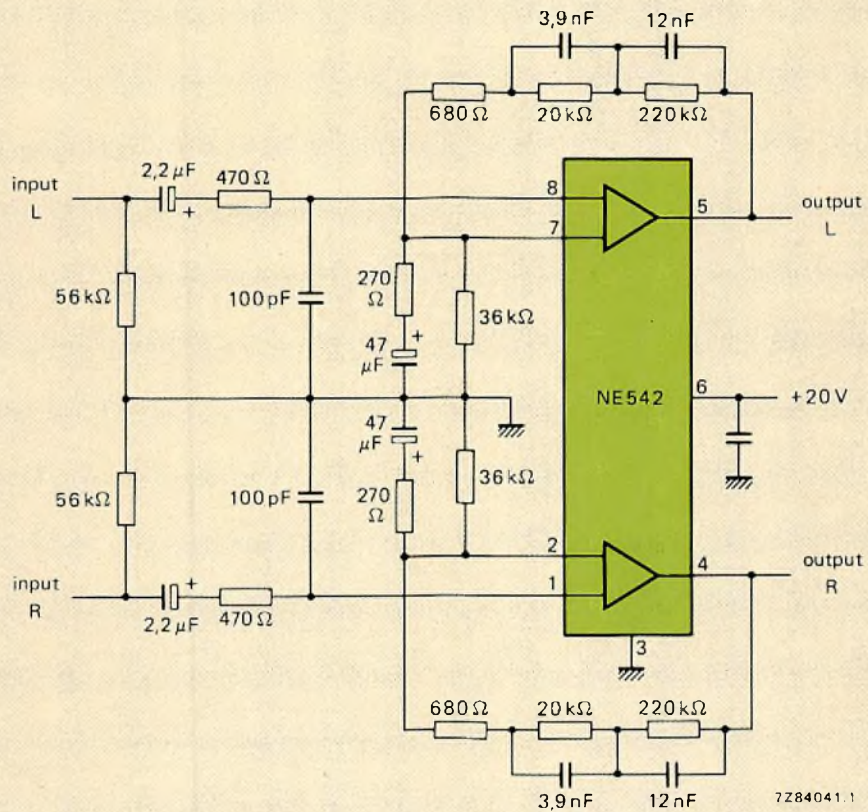 3,9 nF
12 nF
680 Ω
20 kΩ
220 kΩ
input
L
2,2 μF
+
470 Ω
8
7
5
output
L
56 kΩ
100 pF
270
Ω
36 kΩ
+
47
μF
NE542
6
+20 V
47
μF
+
56 kΩ
100 pF
270
Ω
36 kΩ
2
1
4
output
R
input
R
+
2,2 μF
470 Ω
3
680 Ω
20 kΩ
220 kΩ
3,9 nF
12 nF
7Z84041.1